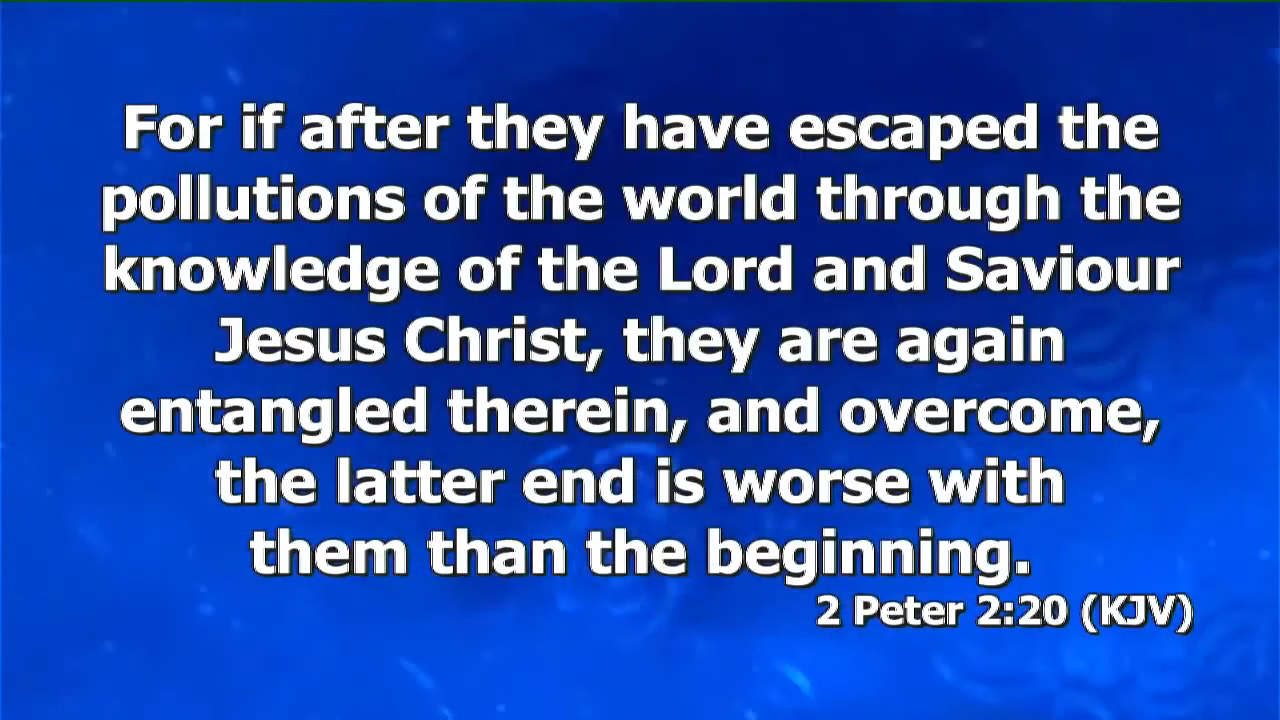 For if after they have escaped the
pollutions of the world through the
knowledge of the Lord and Saviour
Jesus Christ, they are again
entangled therein, and overcome,
the latter end is worse with
them than the beginning.
2 Peter 2:20 (KJV)